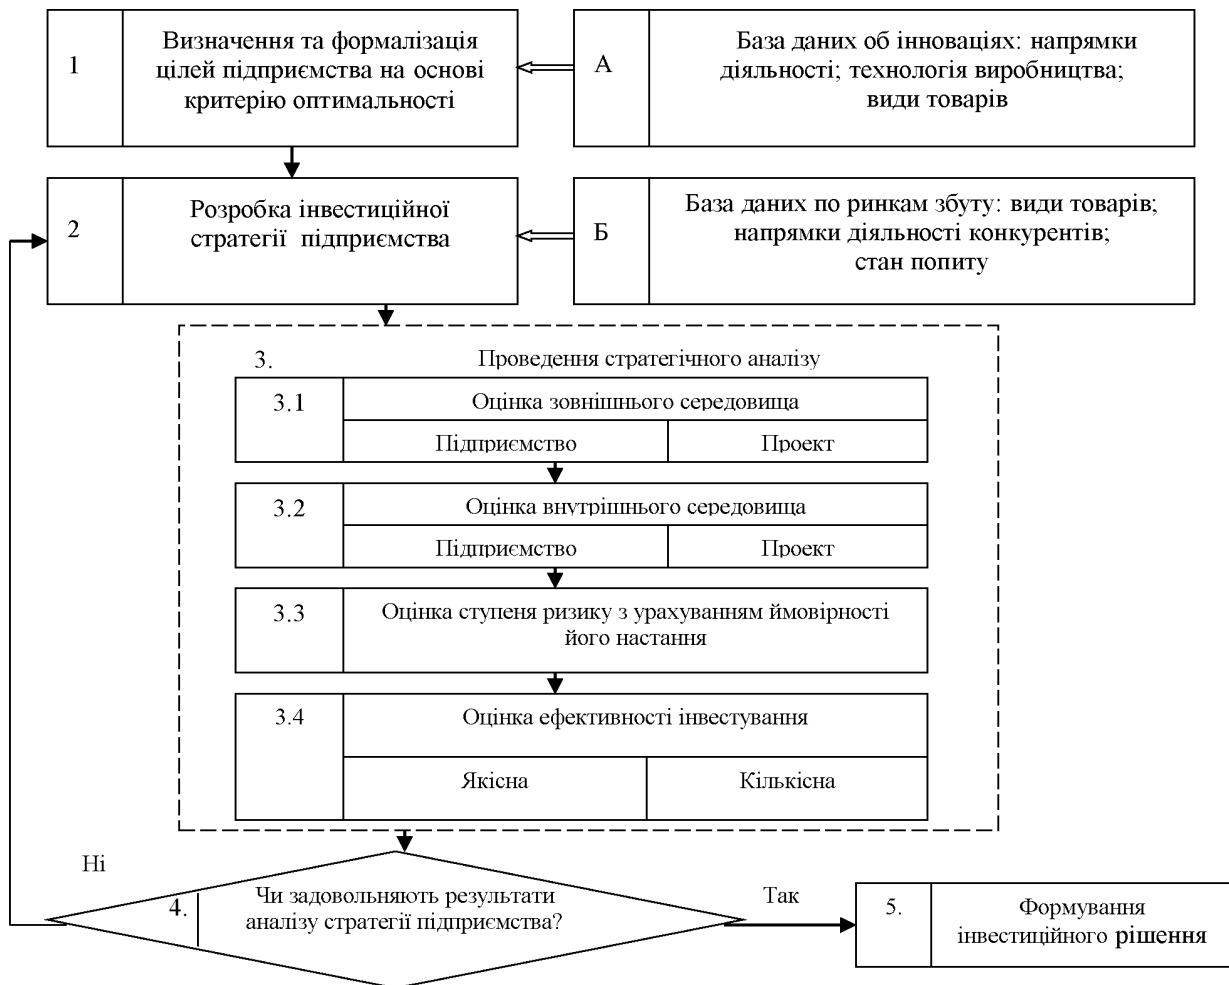 1
Визначення та формалізація
цілей підприємства на основі
критерію оптимальності
А
База даних об інноваціях: напрямки
діяльності; технологія виробництва;
види товарів
2
Розробка інвестиційної
стратегії підприємства
Б
База даних по ринкам збуту: види товарів;
напрямки діяльності конкурентів;
стан попиту
3. Проведення стратегічного аналізу
3.1 Оцінка зовнішнього середовища
Підприємство Проект
3.2 Оцінка внутрішнього середовища
Підприємство Проект
3.3 Оцінка ступеня ризику з урахуванням ймовірності
його настання
3.4 Оцінка ефективності інвестування
Якісна Кількісна
Ні
4.
Чи задовольняють результати
аналізу стратегії підприємства?
Так
5.
Формування
інвестиційного рішення